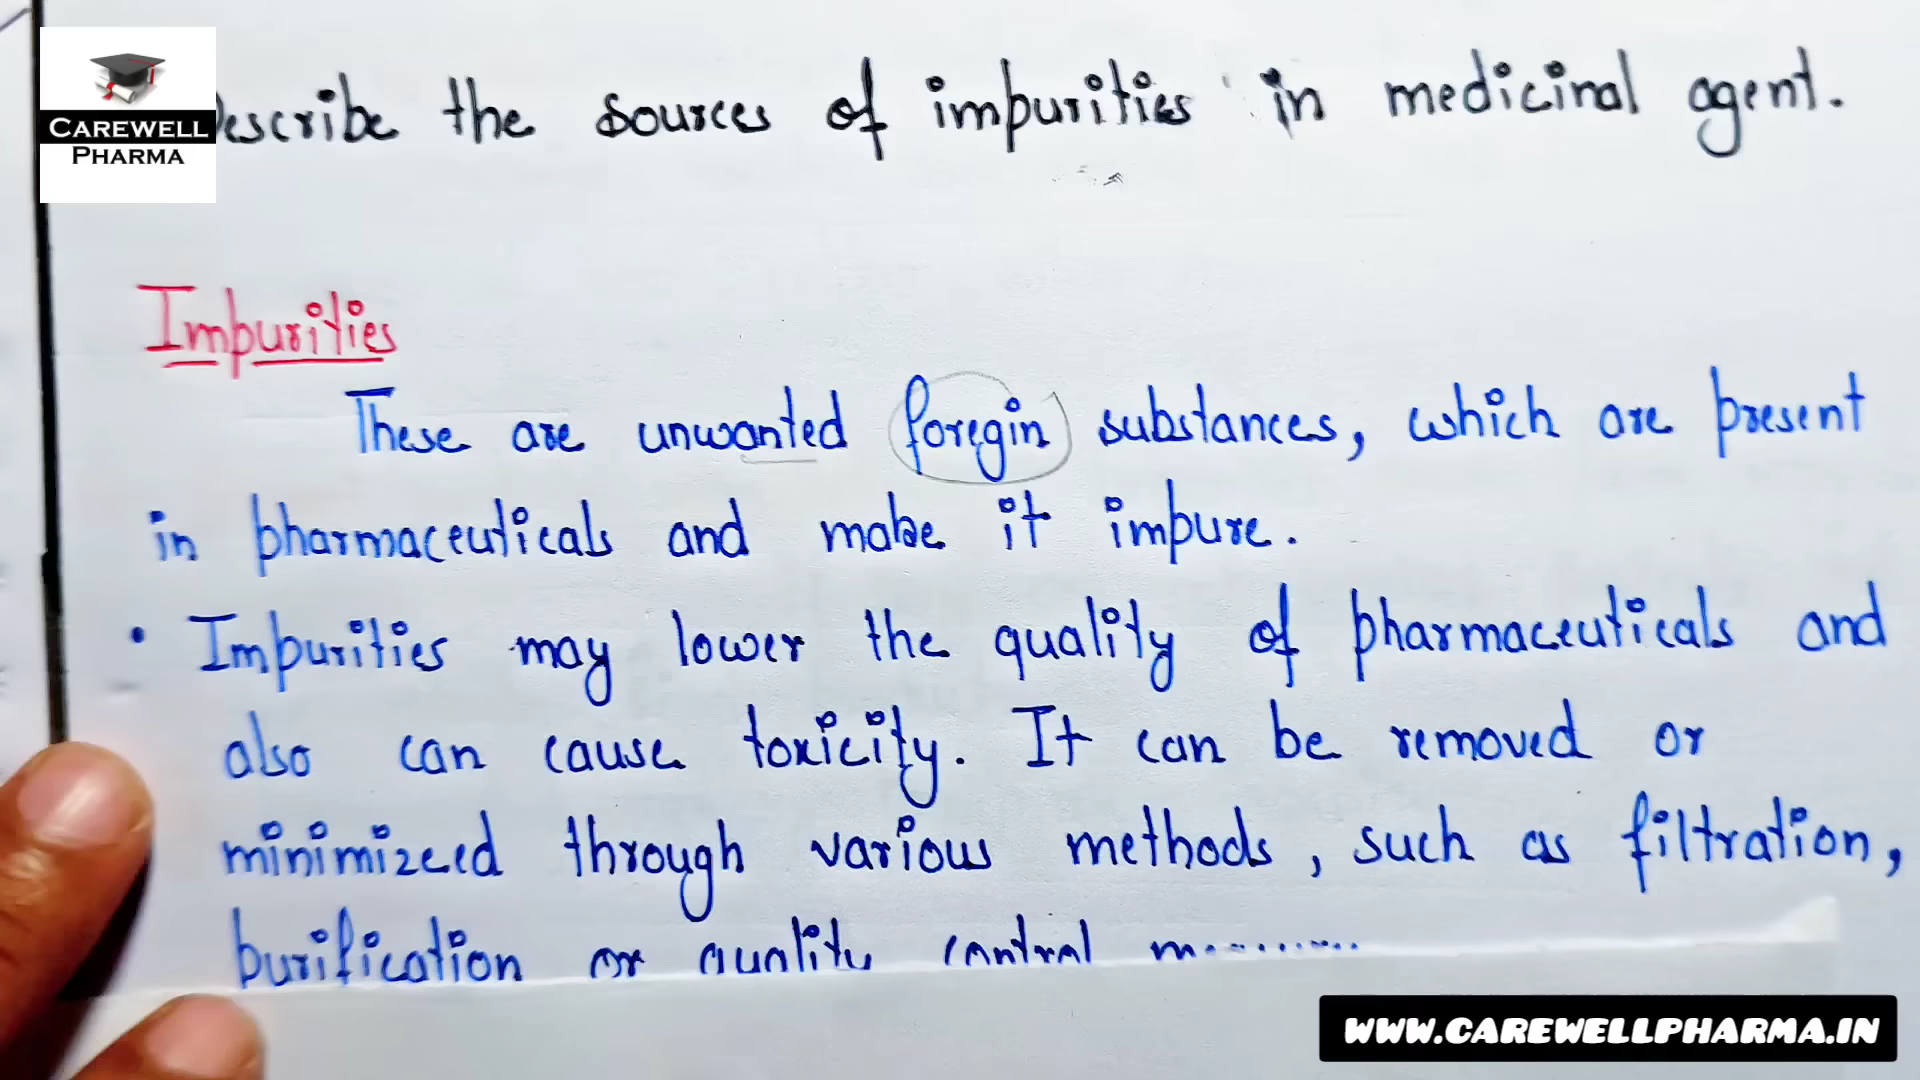 CAREWELL
PHARMA
Describe the sources of impurities in medicinal agent.
Impurities
These are unwanted foregin substances, which are present
in pharmaceuticals and make it impure.
• Impurities may lower the quality of pharmaceuticals and
also can cause toxicity. It can be removed or
minimizeed through various methods, such as filtration,
purification or quality control
WWW.CAREWELLPHARMA.IN